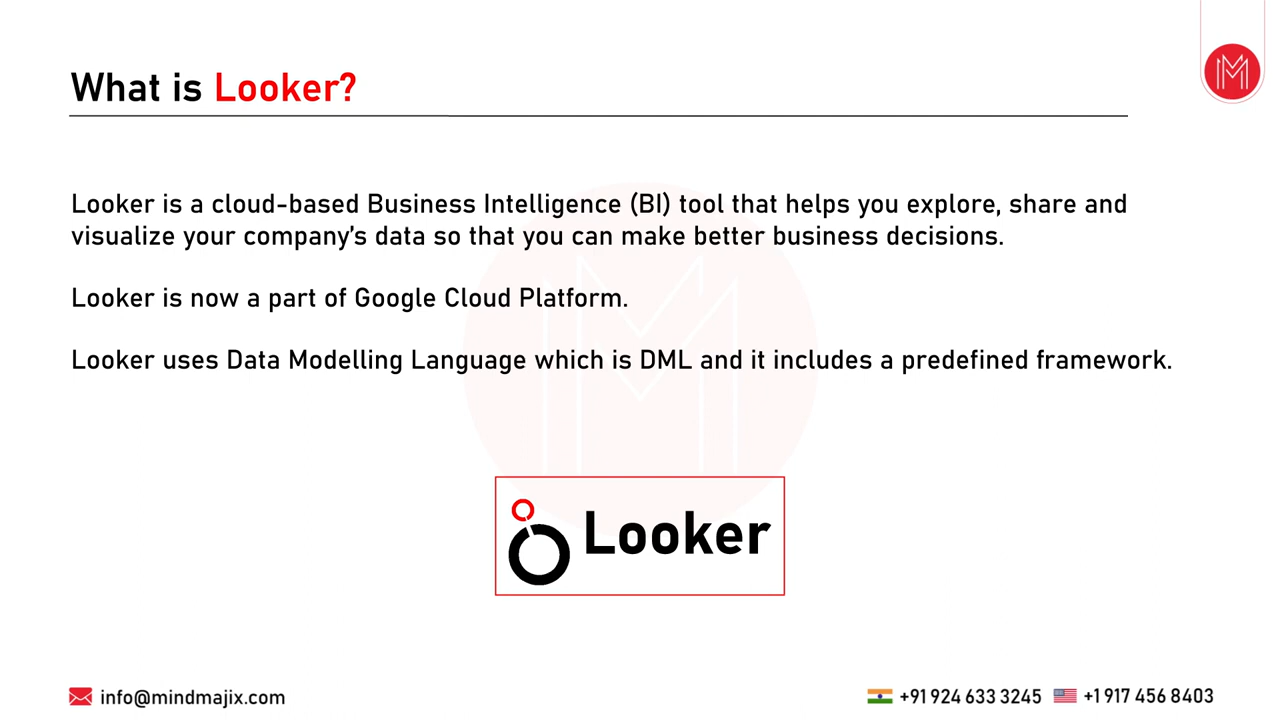 What is Looker?
Looker is a cloud-based Business Intelligence (BI) tool that helps you explore, share and
visualize your company's data so that you can make better business decisions.
Looker is now a part of Google Cloud Platform.
Looker uses Data Modelling Language which is DML and it includes a predefined framework.
Looker
info@mindmajix.com
+91 924 633 3245
+1 917 456 8403